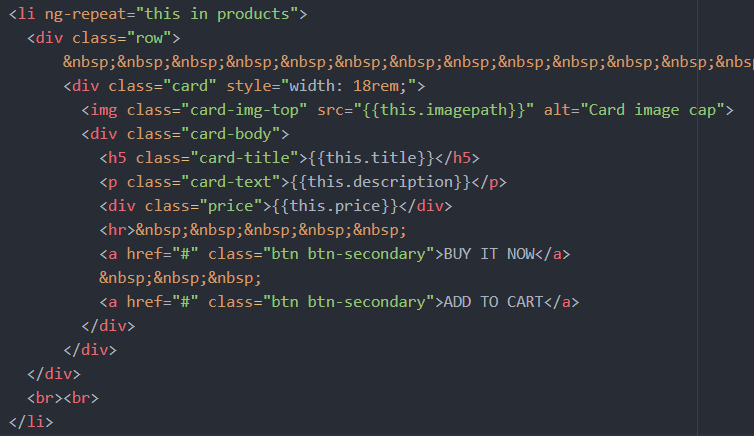 <li ng-repeat="this in products">
<div class="row">
&nbsp;&nbsp;&nbsp;&nbsp;&nbsp;&nbsp;&nbsp;&nbsp;&nbsp;&nbsp;&nbsp;&nbsp;&nbs
<div class="card" style="width: 18rem;">
<img class="card-img-top" src="{{this.imagepath}}" alt="Card image cap">
<div class="card-body">
<h5 class="card-title">{{this.title}}</h5>
<p class="card-text">{{this.description}}</p>
<div class="price">{{this.price}}</div>
<hr>&nbsp;&nbsp;&nbsp;&nbsp;&nbsp;
<a href="#" class="btn btn-secondary">BUY IT NOW</a>
&nbsp;&nbsp;&nbsp;
<a href="#" class="btn btn-secondary">ADD TO CART</a>
</div>
</div>
</div>
<br><br>
</li>